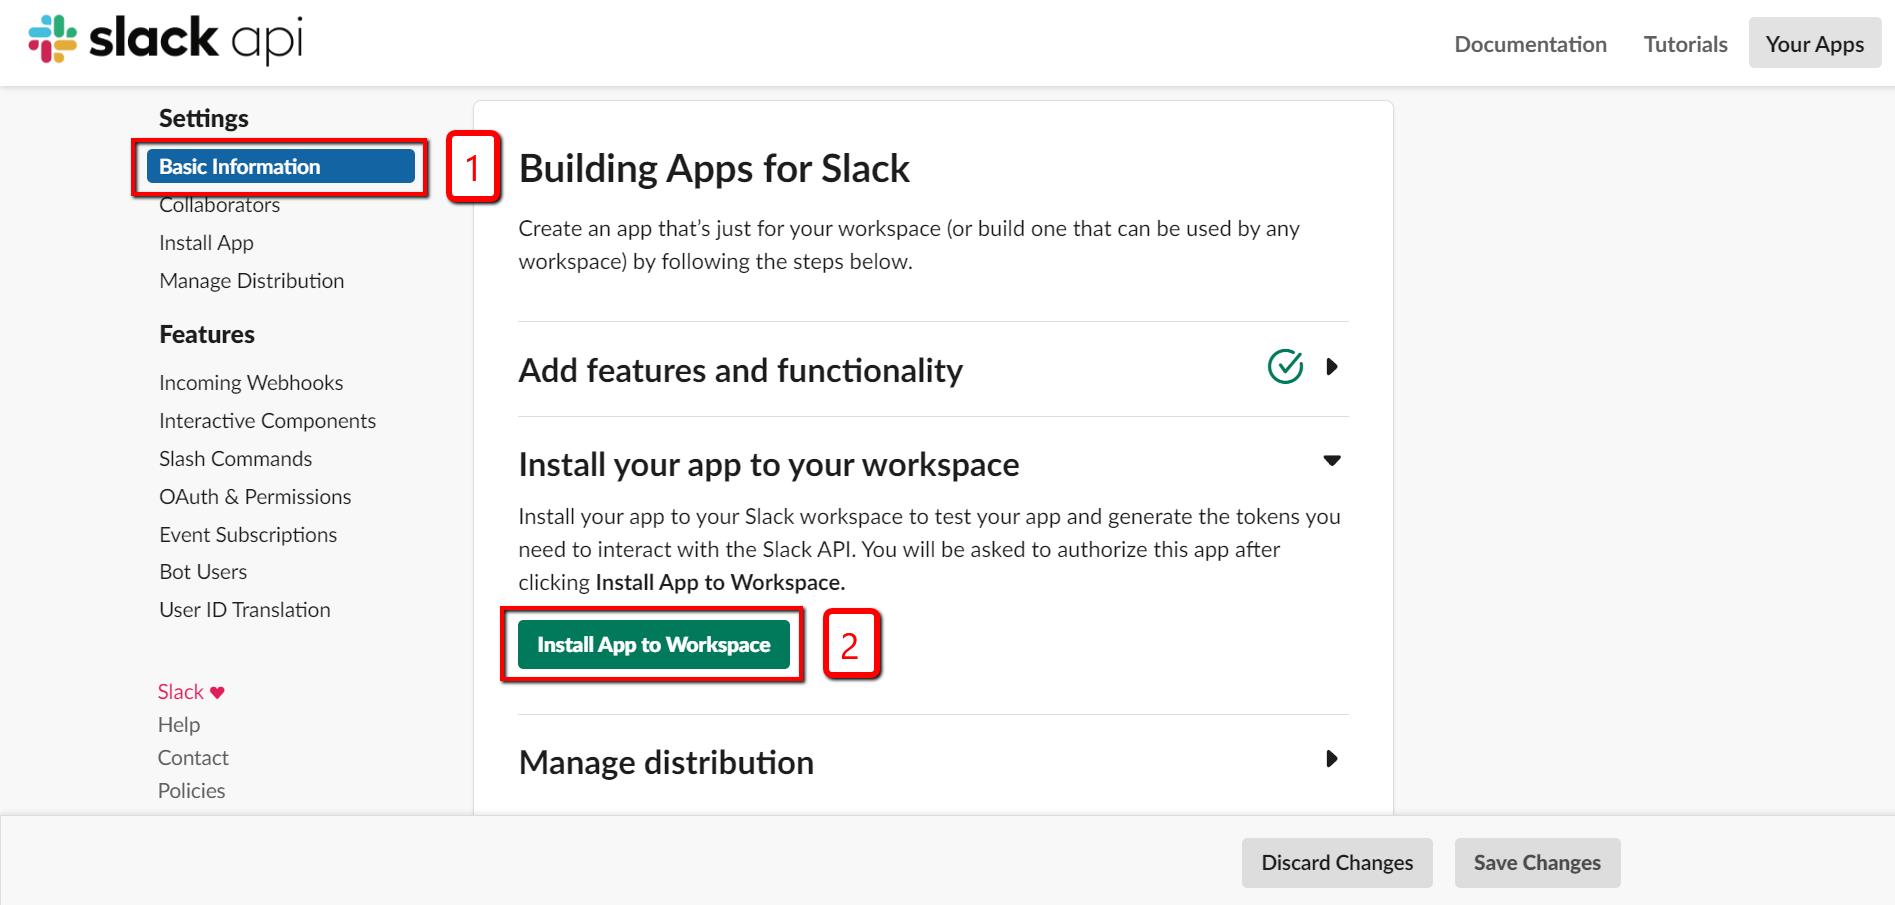 slack api
Documentation
Tutorials
Your Apps
Settings
Basic Information
1
Collaborators
Install App
Manage Distribution
Features
Incoming Webhooks
Interactive Components
Slash Commands
OAuth & Permissions
Event Subscriptions
Bot Users
User ID Translation
Slack ♥
Help
Contact
Policies
Building Apps for Slack
Create an app that’s just for your workspace (or build one that can be used by any
workspace) by following the steps below.
Add features and functionality
Install your app to your workspace
Install your app to your Slack workspace to test your app and generate the tokens you
need to interact with the Slack API. You will be asked to authorize this app after
clicking Install App to Workspace.
Install App to Workspace
2
Manage distribution
Discard Changes
Save Changes